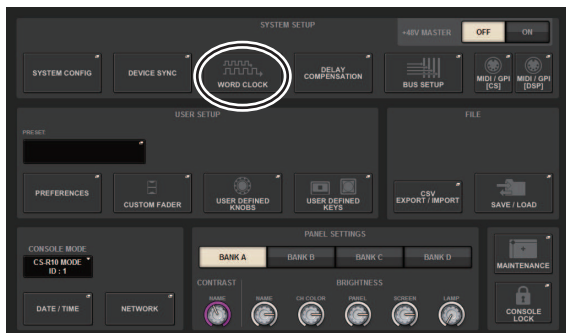 SYSTEM SETUP
+48V MASTER
OFF
ON
SYSTEM CONFIG
DEVICE SYNC
WORD CLOCK
DELAY
COMPENSATION
BUS SETUP
MIDI / GPI
[CS]
MIDI / GPI
[DSP]
USER SETUP
PRESET
PREFERENCES
CUSTOM FADER
USER DEFINED
KNOBS
USER DEFINED
KEYS
FILE
CSV
EXPORT / IMPORT
SAVE / LOAD
CONSOLE MODE
CS-R10 MODE
ID : 1
DATE / TIME
NETWORK
PANEL SETTINGS
BANK A
BANK B
BANK C
BANK D
CONTRAST
NAME
BRIGHTNESS
NAME
CH COLOR
PANEL
SCREEN
LAMP
MAINTENANCE
CONSOLE
LOCK